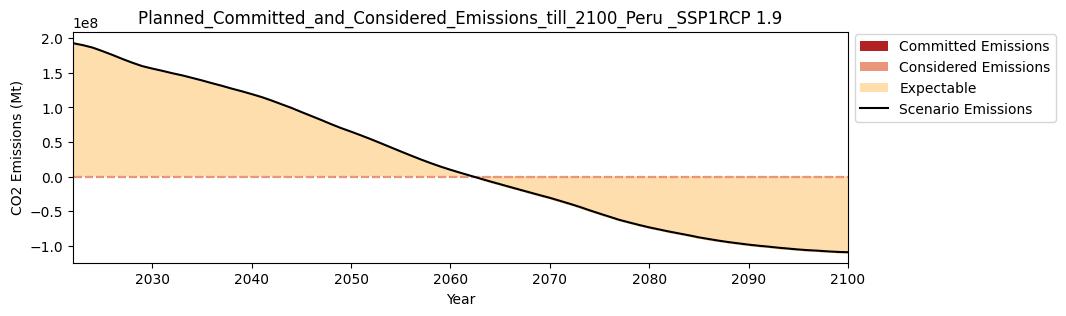 Planned_Committed_and_Considered_Emissions_till_2100_Peru _SSP1RCP 1.9
1e8
2.0
1.5
1.0
0.5
0.0
−0.5
−1.0
CO2 Emissions (Mt)
2030 2040 2050 2060 2070 2080 2090 2100
Year
Committed Emissions
Considered Emissions
Expectable
Scenario Emissions